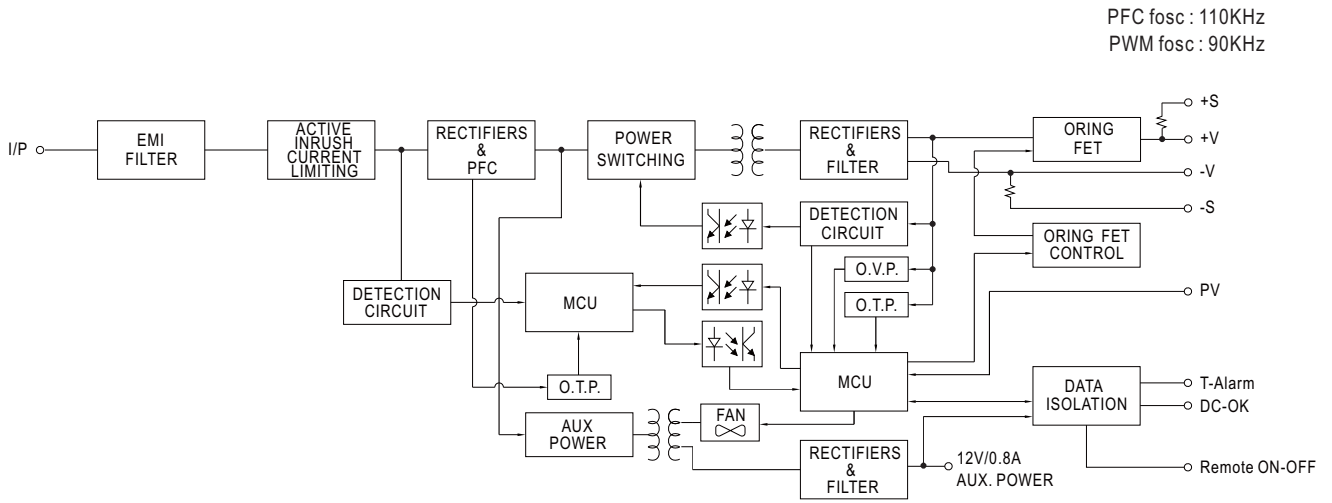 PFC fosc : 110KHz
PWM fosc : 90KHz
I/P
EMI
FILTER
ACTIVE
INRUSH
CURRENT
LIMITING
RECTIFIERS
&
PFC
POWER
SWITCHING
RECTIFIERS
&
FILTER
ORING
FET
+S
+V
-V
-S
DETECTION
CIRCUIT
ORING FET
CONTROL
O.V.P.
O.T.P.
DETECTION
CIRCUIT
MCU
PV
O.T.P.
MCU
DATA
ISOLATION
T-Alarm
DC-OK
AUX
POWER
FAN
RECTIFIERS
&
FILTER
12V/0.8A
AUX. POWER
Remote ON-OFF